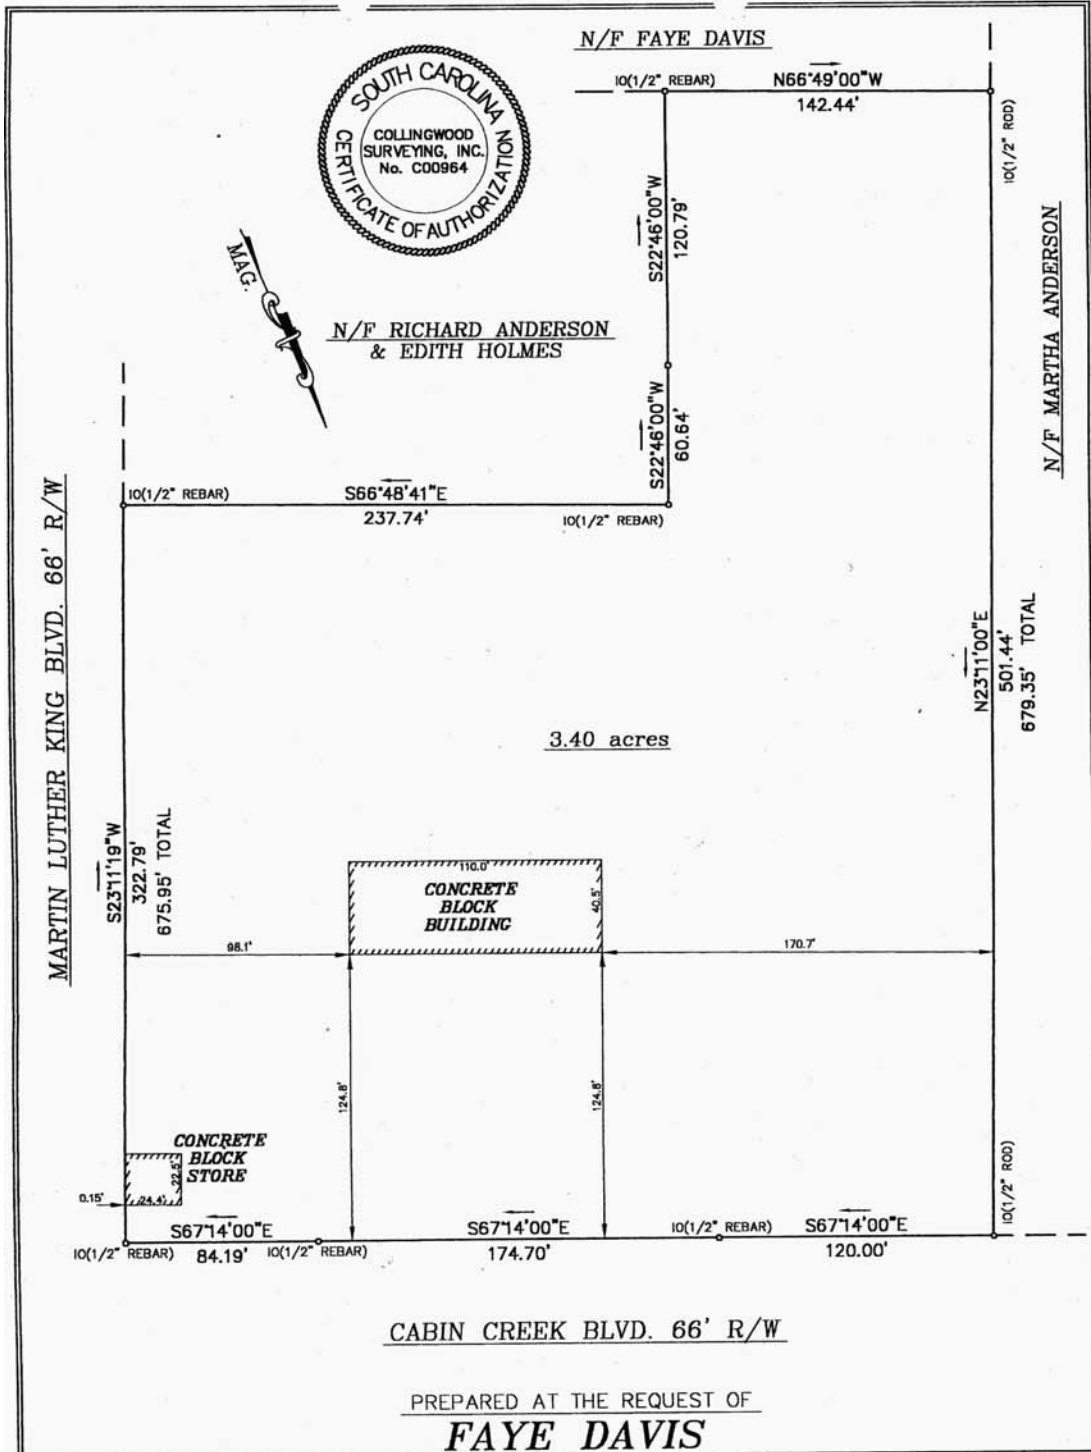 N/F FAYE DAVIS
IO(1/2" REBAR)
N66°49'00"W
142.44'
IO(1/2" ROD)
SOUTH CAROLINA
COLLINGWOOD
SURVEYING, INC.
No. C00964
CERTIFICATE OF AUTHORIZATION
S22°46'00"W
120.79'
MAG.
N/F RICHARD ANDERSON
& EDITH HOLMES
N/F MARTHA ANDERSON
S22°46'00"W
60.64'
IO(1/2" REBAR)
S66°48'41"E
237.74'
IO(1/2" REBAR)
MARTIN LUTHER KING BLVD. 66' R/W
N23°11'00"E
501.44'
679.35' TOTAL
3.40 acres
S23°11'19"W
322.79'
675.95' TOTAL
110.0'
CONCRETE
BLOCK
BUILDING
40.5'
98.1'
170.7'
124.8'
124.8'
CONCRETE
BLOCK
STORE
22.5'
24.4'
0.15'
IO(1/2" ROD)
S67°14'00"E
S67°14'00"E
IO(1/2" REBAR)
S67°14'00"E
IO(1/2" REBAR)
84.19'
IO(1/2" REBAR)
174.70'
120.00'
CABIN CREEK BLVD. 66' R/W
PREPARED AT THE REQUEST OF
FAYE DAVIS